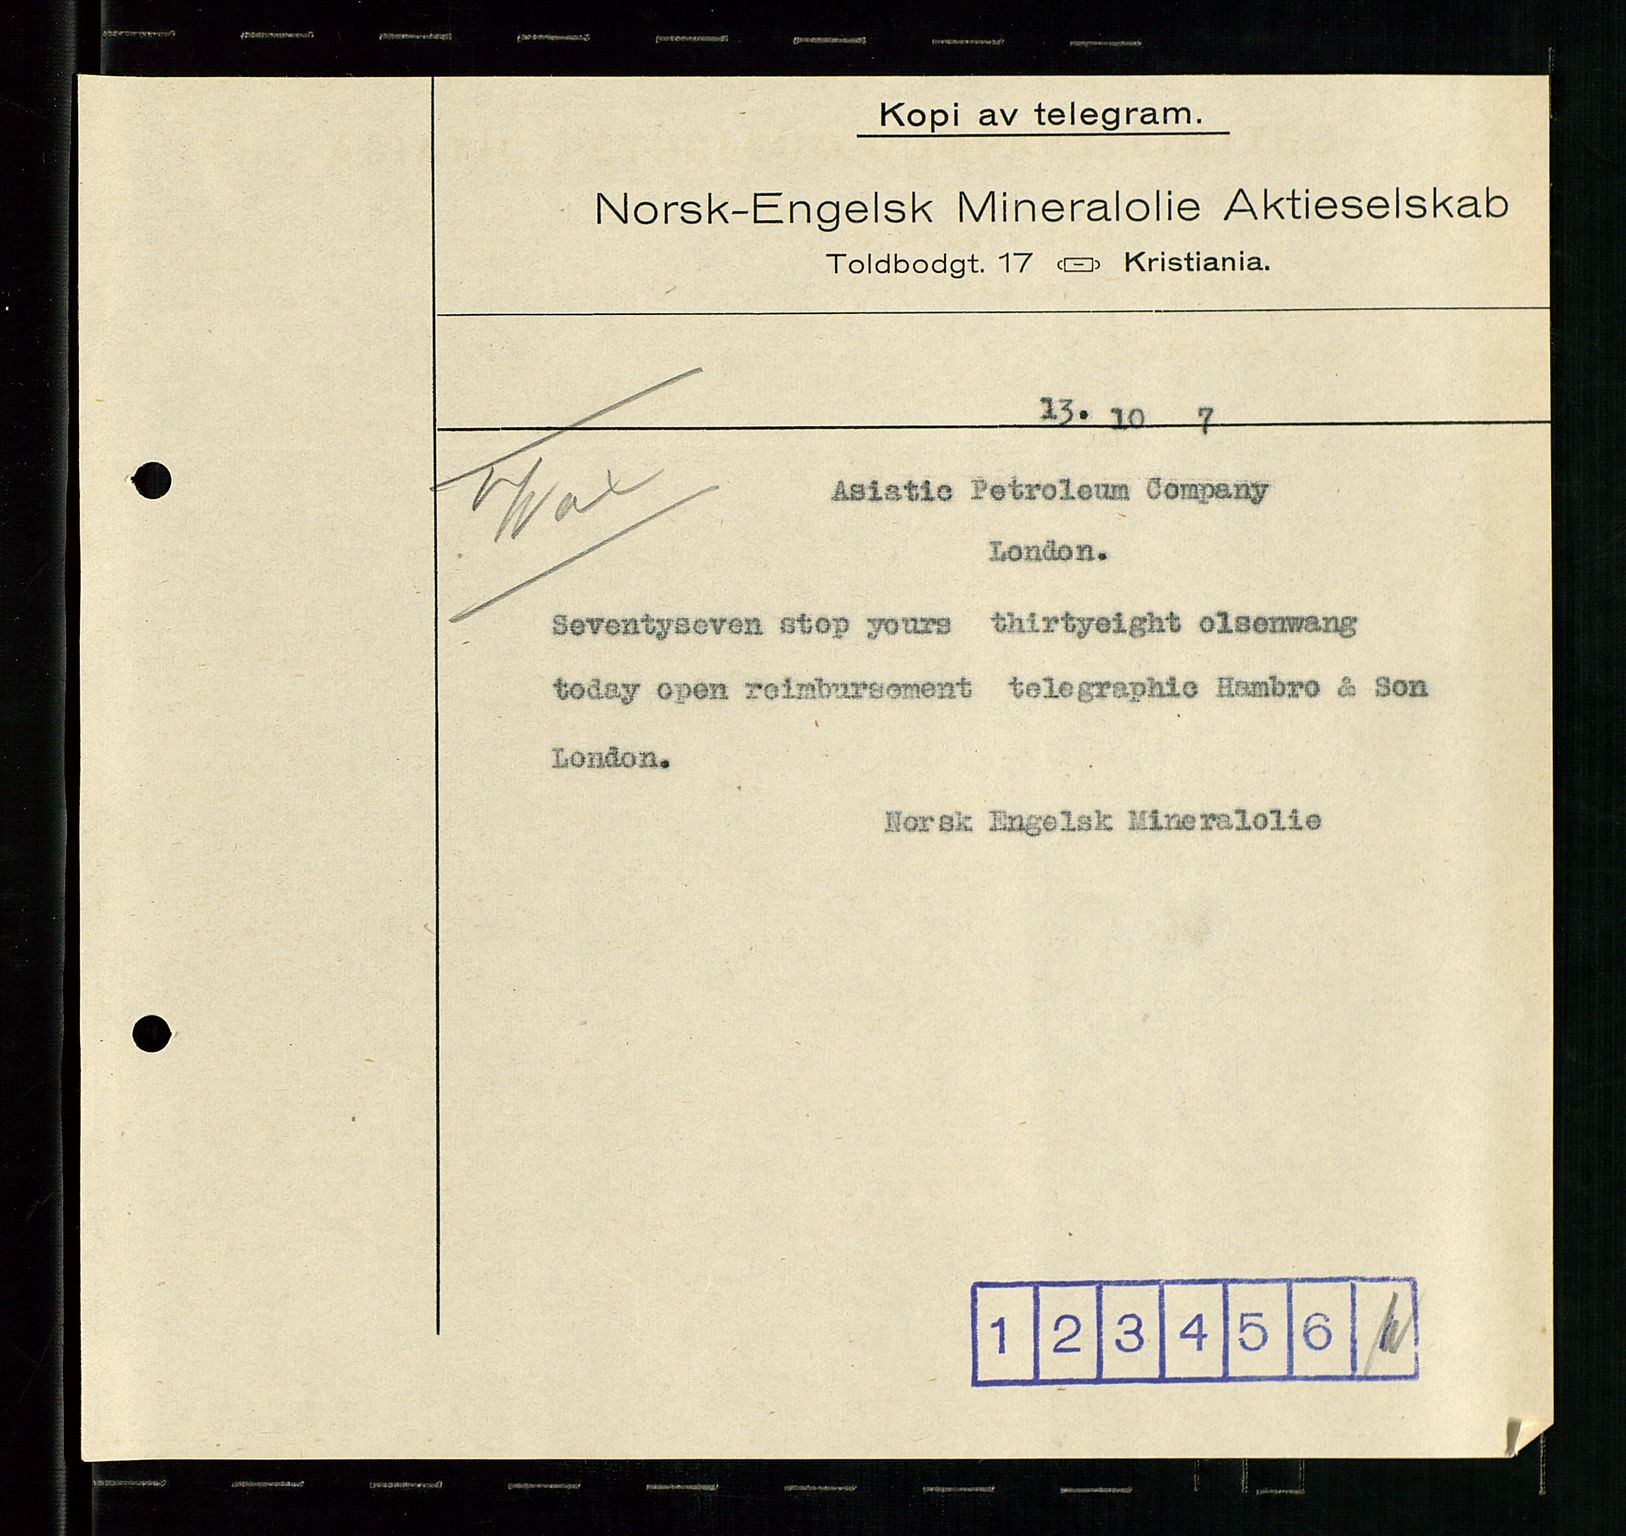 Kopi av telegram.
Norsk-Engelsk Mineralolie Aktieselskab
Toldbodgt. 17 Kristiania.
13. 10 7
Wax
Asiatic Petroleum Company
London.
Seventyseven stop yours thirtyeight olsenwang
today open reimbursement telegraphic Hambro & Son
London.
Norsk Engelsk Mineralolie
1 2 3 4 5 6